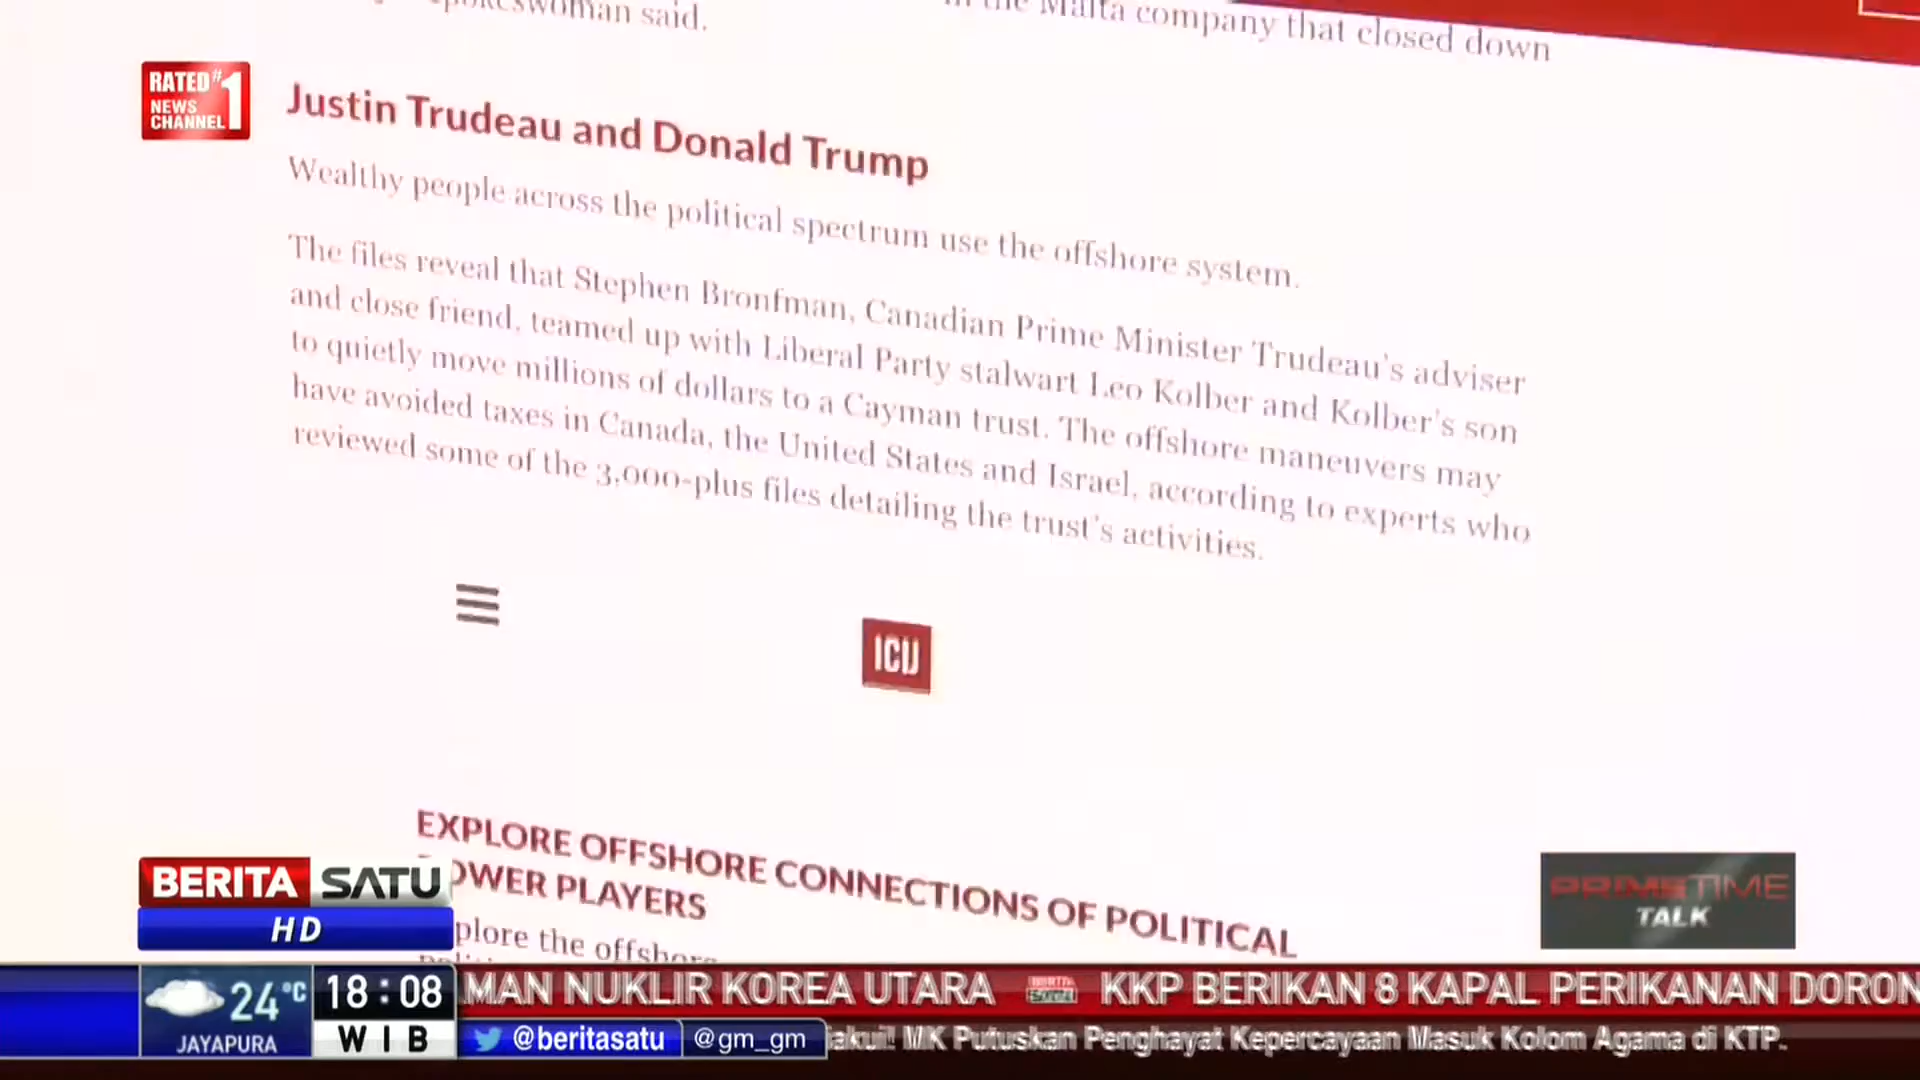 spokeswoman said.
the Malta company that closed down
RATED #1
NEWS
CHANNEL
Justin Trudeau and Donald Trump
Wealthy people across the political spectrum use the offshore system.
The files reveal that Stephen Bronfman, Canadian Prime Minister Trudeau's adviser
and close friend, teamed up with Liberal Party stalwart Leo Kolber and Kolber's son
to quietly move millions of dollars to a Cayman trust. The offshore maneuvers may
have avoided taxes in Canada, the United States and Israel, according to experts who
reviewed some of the 3,000-plus files detailing the trust's activities.
ICIJ
EXPLORE OFFSHORE CONNECTIONS OF POLITICAL
POWER PLAYERS
plore the offshore
BERITA SATU
HD
PRIMETIME
TALK
24°C
JAYAPURA
18:08
WIB
MAN NUKLIR KOREA UTARA
BERITA SATU
KKP BERIKAN 8 KAPAL PERIKANAN DORON
@beritasatu
@gm_gm
akui! MK Putuskan Penghayat Kepercayaan Masuk Kolom Agama di KTP.